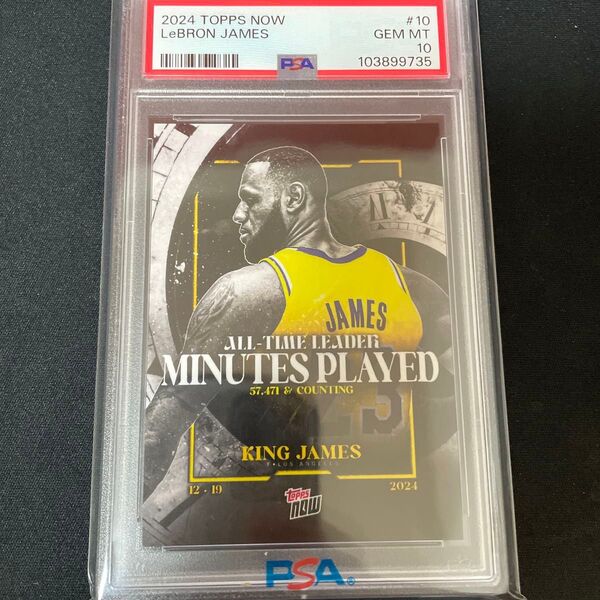 2024 TOPPS NOW #10
LeBRON JAMES GEM MT
10
PSA 103899735
JAMES
ALL-TIME LEADER
MINUTES PLAYED
57,471 & COUNTING
23
KING JAMES
F • LOS ANGELES
12 - 19 2024
TOPPS
NOW
PSA